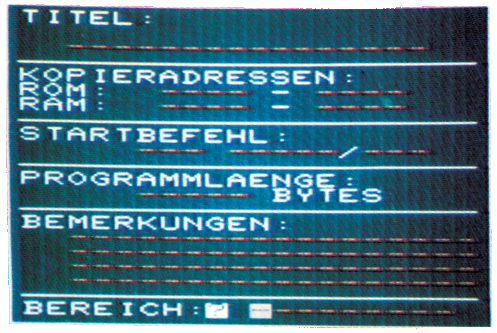 TITEL:
KOPIERADRESSEN:
ROM: ---- - ----
RAM: ---- - ----
STARTBEFEHL:
---- ------/----
PROGRAMMLAENGE:
----- BYTES
BEMERKUNGEN:
BEREICH:? -